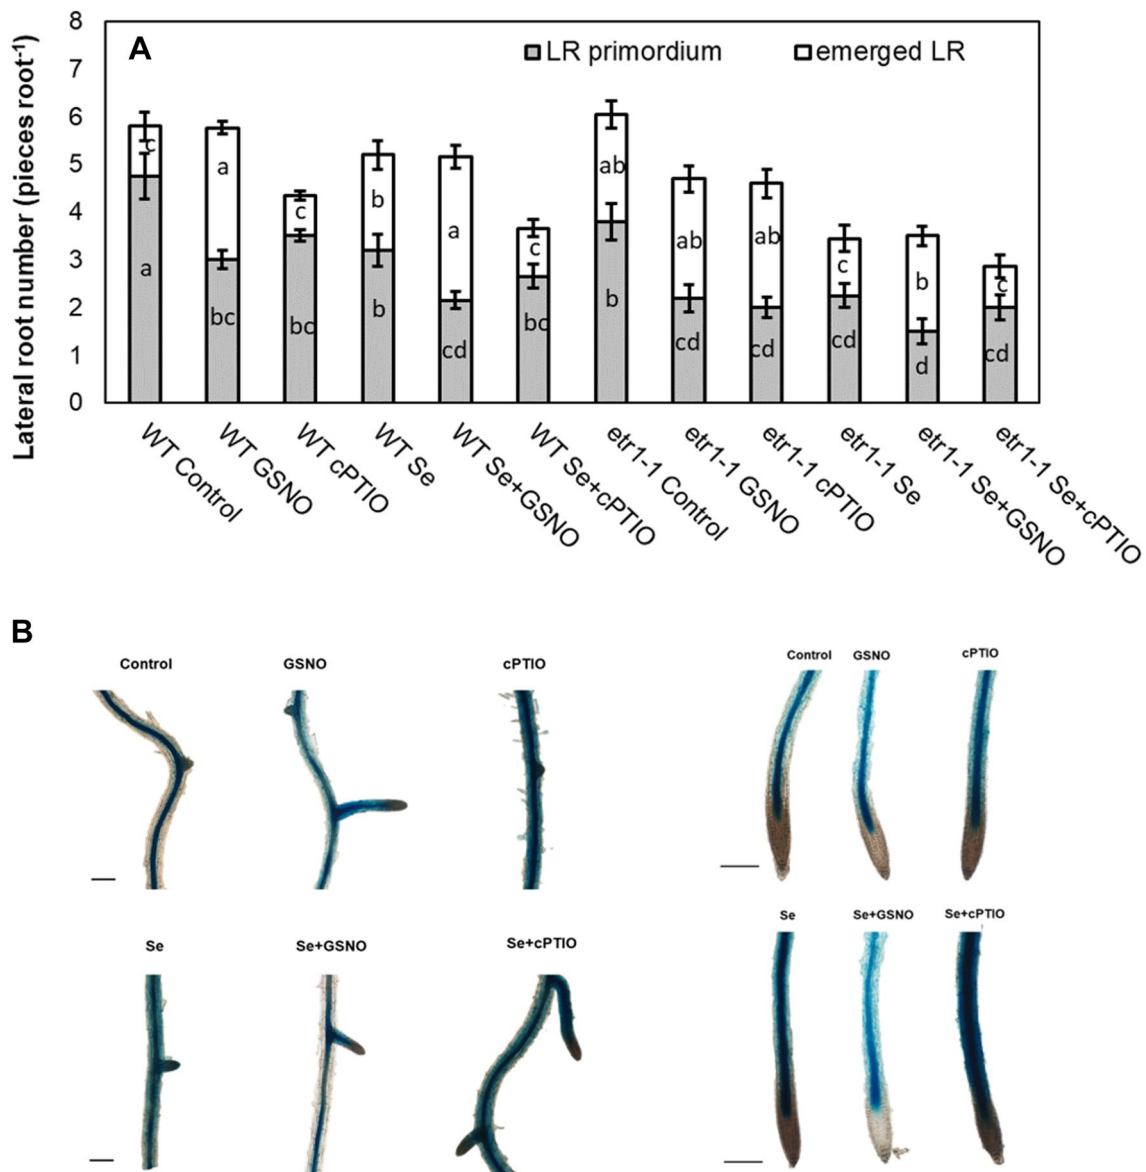 A
LR primordium emerged LR
Lateral root number (pieces root⁻¹)
8
7
6
5
4
3
2
1
0
c a c b a c ab ab ab c b c
a bc bc b cd bc b cd cd cd d cd
WT Control
WT GSNO
WT cPTIO
WT Se
WT Se+GSNO
WT Se+cPTIO
etr1-1 Control
etr1-1 GSNO
etr1-1 cPTIO
etr1-1 Se
etr1-1 Se+GSNO
etr1-1 Se+cPTIO
B
Control GSNO cPTIO
Control GSNO cPTIO
Se Se+GSNO Se+cPTIO
Se Se+GSNO Se+cPTIO